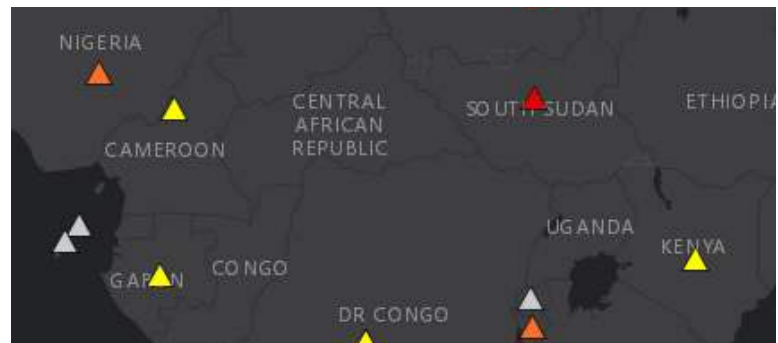 NIGERIA
CENTRAL
AFRICAN
REPUBLIC
SOUTH SUDAN
ETHIOPIA
CAMEROON
UGANDA
KENYA
GABON
CONGO
DR CONGO